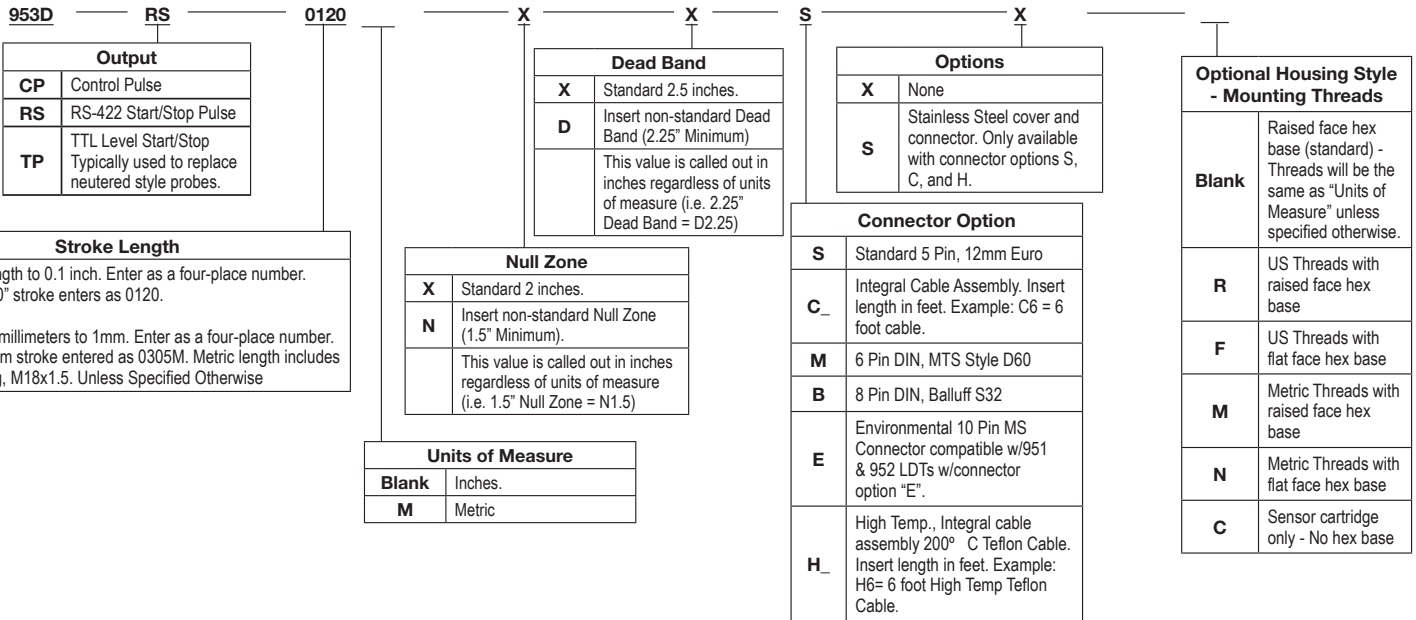 953D RS 0120 X X S X
Output
CP Control Pulse
RS RS-422 Start/Stop Pulse
TP TTL Level Start/Stop
Typically used to replace
neutered style probes.
Stroke Length
to 0.1 inch. Enter as a four-place number.
stroke enters as 0120.
millimeters to 1mm. Enter as a four-place number.
stroke entered as 0305M. Metric length includes
M18x1.5. Unless Specified Otherwise
Units of Measure
Blank Inches.
M Metric
Null Zone
X Standard 2 inches.
N Insert non-standard Null Zone
(1.5" Minimum).
This value is called out in inches
regardless of units of measure
(i.e. 1.5" Null Zone = N1.5)
Dead Band
X Standard 2.5 inches.
D Insert non-standard Dead
Band (2.25" Minimum)
This value is called out in
inches regardless of units
of measure (i.e. 2.25"
Dead Band = D2.25)
Options
X None
S Stainless Steel cover and
connector. Only available
with connector options S,
C, and H.
Connector Option
S Standard 5 Pin, 12mm Euro
C_ Integral Cable Assembly. Insert
length in feet. Example: C6 = 6
foot cable.
M 6 Pin DIN, MTS Style D60
B 8 Pin DIN, Balluff S32
E Environmental 10 Pin MS
Connector compatible w/951
& 952 LDTs w/connector
option “E”.
H_ High Temp., Integral cable
assembly 200º C Teflon Cable.
Insert length in feet. Example:
H6= 6 foot High Temp Teflon
Cable.
Optional Housing Style
- Mounting Threads
Blank Raised face hex
base (standard) -
Threads will be the
same as “Units of
Measure” unless
specified otherwise.
R US Threads with
raised face hex
base
F US Threads with
flat face hex base
M Metric Threads with
raised face hex
base
N Metric Threads with
flat face hex base
C Sensor cartridge
only - No hex base